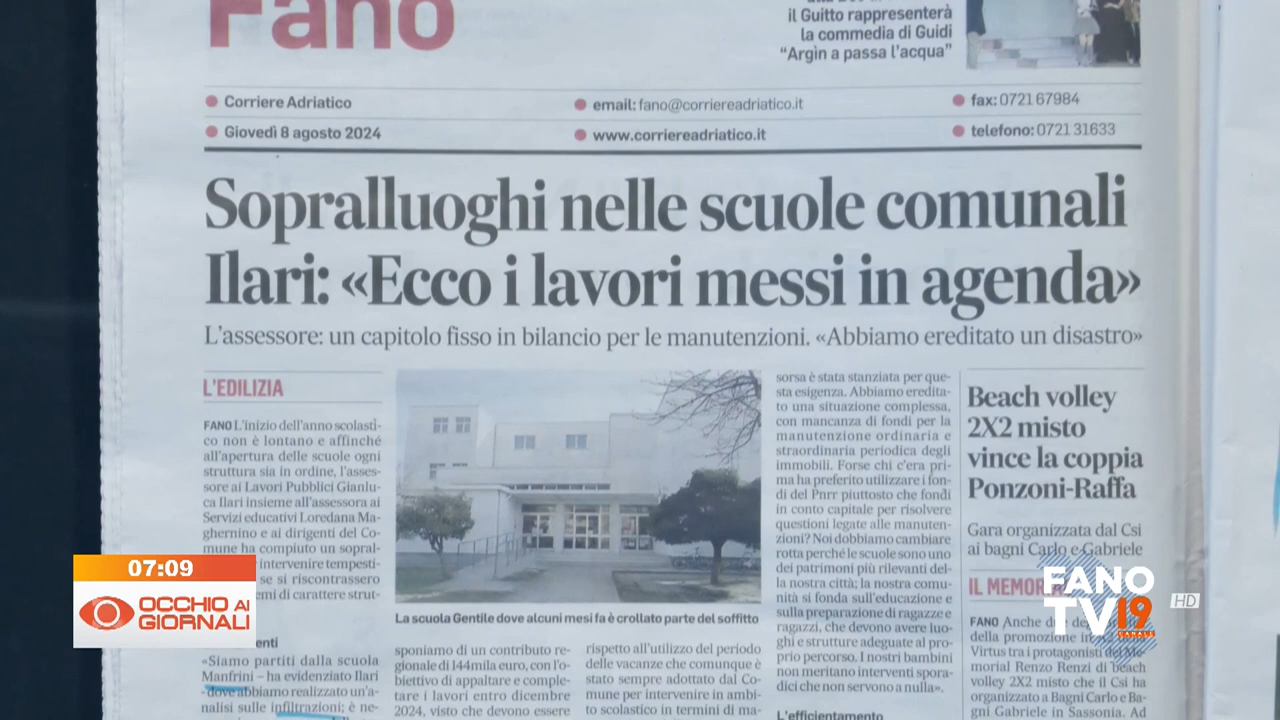 Fano
il Guitto rappresenterà
la commedia di Guidi
“Argìn a passa l’acqua”
Corriere Adriatico
email: fano@corriereadriatico.it
fax: 0721 67984
Giovedì 8 agosto 2024
www.corriereadriatico.it
telefono: 0721 31633
Sopralluoghi nelle scuole comunali
Ilari: «Ecco i lavori messi in agenda»
L’assessore: un capitolo fisso in bilancio per le manutenzioni. «Abbiamo ereditato un disastro»
L’EDILIZIA
FANO L’inizio dell’anno scolasti-
co non è lontano e affinché
all’apertura delle scuole ogni
struttura sia in ordine, l’asses-
sore ai Lavori Pubblici Gianlu-
ca Ilari insieme all’assessora ai
Servizi educativi Loredana Ma-
ghernino e ai dirigenti del Co-
mune ha compiuto un sopral-
intervenire tempesti-
se si riscontrassero
di carattere strut-
«Siamo partiti dalla scuola
Manfrini – ha evidenziato Ilari
- dove abbiamo realizzato un’a-
nalisi sulle infiltrazioni; è ne-
La scuola Gentile dove alcuni mesi fa è crollato parte del soffitto
sponiamo di un contributo re-
gionale di 144mila euro, con l’o-
biettivo di appaltare e comple-
tare i lavori entro dicembre
2024, visto che devono essere
rispetto all’utilizzo del periodo
delle vacanze che comunque è
stato sempre adottato dal Co-
mune per intervenire in ambi-
to scolastico in termini di ma-
sorsa è stata stanziata per que-
sta esigenza. Abbiamo eredita-
to una situazione complessa,
con mancanza di fondi per la
manutenzione ordinaria e
straordinaria periodica degli
immobili. Forse chi c’era pri-
ma ha preferito utilizzare i fon-
di del Pnrr piuttosto che fondi
in conto capitale per risolvere
questioni legate alle manuten-
zioni? Noi dobbiamo cambiare
rotta perché le scuole sono uno
dei patrimoni più rilevanti del-
la nostra città; la nostra comu-
nità si fonda sull’educazione e
sulla preparazione di ragazze e
ragazzi, che devono avere luo-
ghi e strutture adeguate al pro-
prio percorso. I nostri bambini
non meritano interventi spora-
dici che non servono a nulla».
L’efficientamento
Beach volley
2X2 misto
vince la coppia
Ponzoni-Raffa
Gara organizzata dal Csi
ai bagni Carlo e Gabriele
IL MEMOR
FANO Anche
della promozione in
Virtus tra i protagonisti del Me-
morial Renzo Renzi di beach
volley 2X2 misto che il Csi ha
organizzato a Bagni Carlo e Ba-
gni Gabriele in Sassonia. Ad
07:09
OCCHIO AI
GIORNALI
FANO
TV 19
CANALE
HD